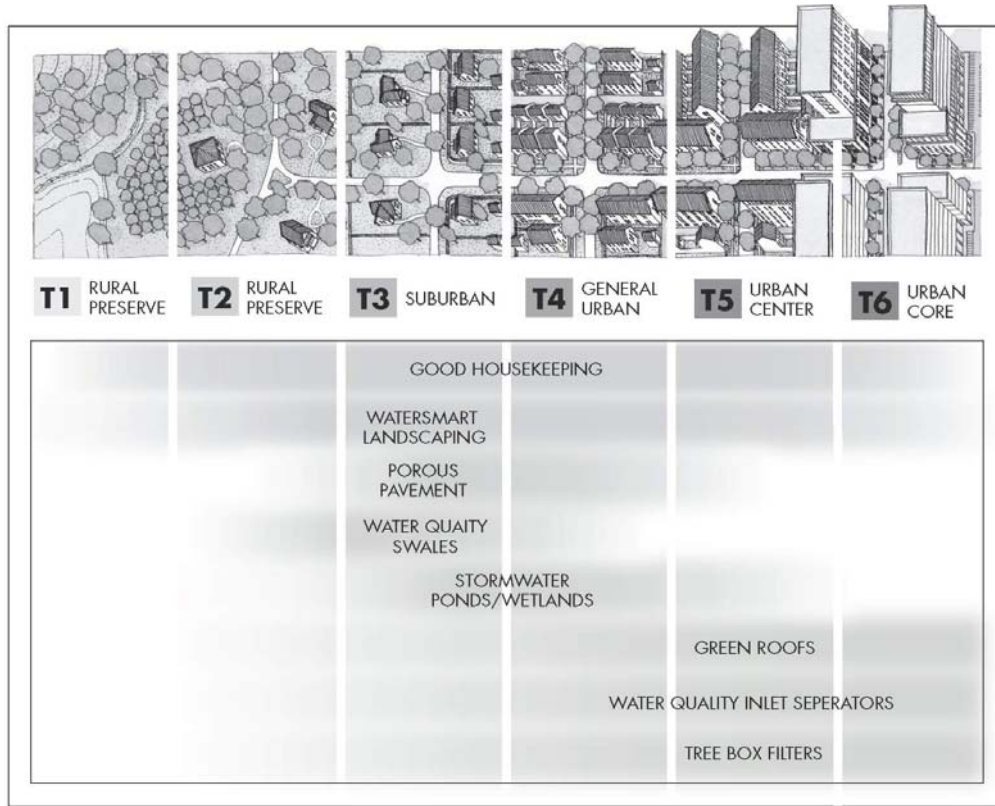 T1 RURAL
PRESERVE
T2 RURAL
PRESERVE
T3 SUBURBAN
T4 GENERAL
URBAN
T5 URBAN
CENTER
T6 URBAN
CORE
GOOD HOUSEKEEPING
WATERSMART
LANDSCAPING
POROUS
PAVEMENT
WATER QUAITY
SWALES
STORMWATER
PONDS/WETLANDS
GREEN ROOFS
WATER QUALITY INLET SEPERATORS
TREE BOX FILTERS